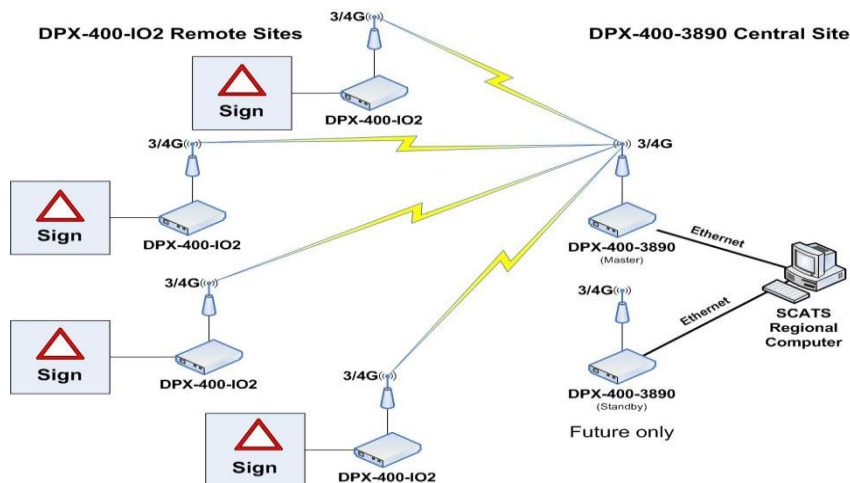 DPX-400-IO2 Remote Sites
DPX-400-3890 Central Site
3/4G
Sign
DPX-400-IO2
3/4G
Sign
DPX-400-IO2
3/4G
Sign
DPX-400-IO2
3/4G
Sign
DPX-400-IO2
3/4G
DPX-400-3890
(Master)
Ethernet
3/4G
Ethernet
SCATS
Regional
Computer
DPX-400-3890
(Standby)
Future only